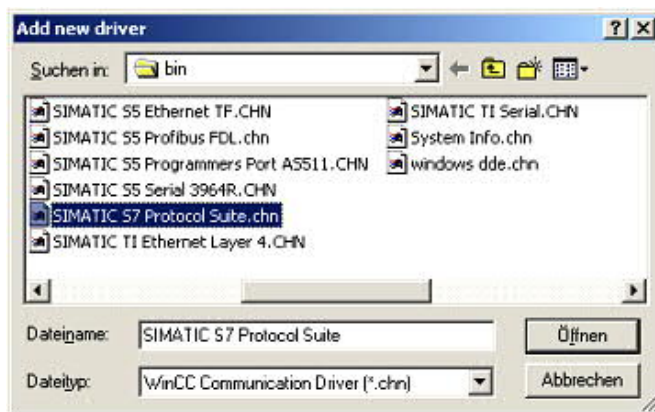 Add new driver
Suchen in: bin
SIMATIC S5 Ethernet TF.CHN
SIMATIC S5 Profibus FDL.chn
SIMATIC S5 Programmers Port AS511.CHN
SIMATIC S5 Serial 3964R.CHN
SIMATIC S7 Protocol Suite.chn
SIMATIC TI Ethernet Layer 4.CHN
SIMATIC TI Serial.CHN
System Info.chn
windows dde.chn
Dateiname: SIMATIC S7 Protocol Suite Öffnen
Dateityp: WinCC Communication Driver (*.chn) Abbrechen